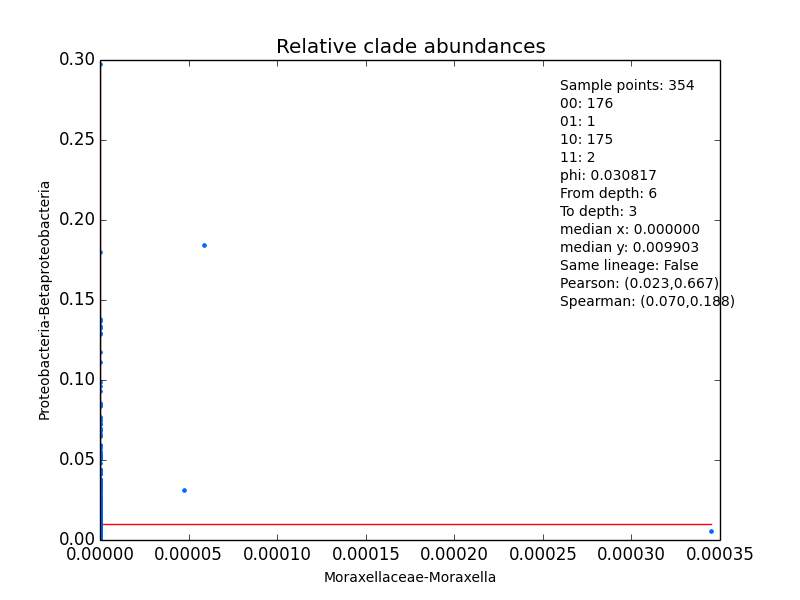 Relative clade abundances
0.30
0.25
0.20
0.15
0.10
0.05
0.00
Proteobacteria-Betaproteobacteria
Sample points: 354
00: 176
01: 1
10: 175
11: 2
phi: 0.030817
From depth: 6
To depth: 3
median x: 0.000000
median y: 0.009903
Same lineage: False
Pearson: (0.023,0.667)
Spearman: (0.070,0.188)
0.00000 0.00005 0.00010 0.00015 0.00020 0.00025 0.00030 0.00035
Moraxellaceae-Moraxella